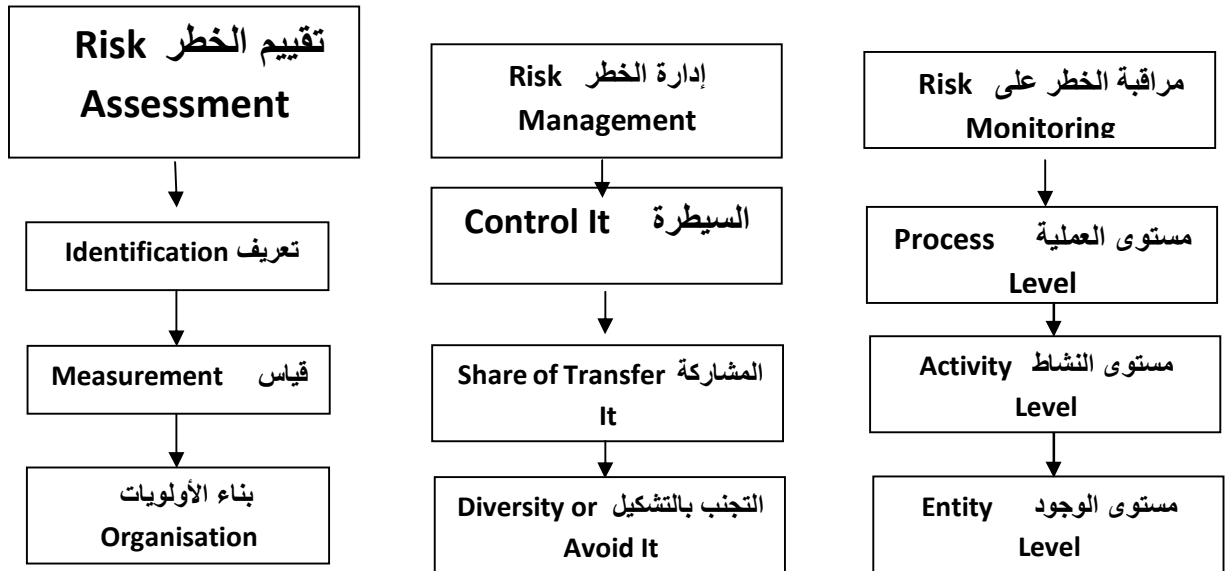 تقييم الخطر Risk
Assessment
تعريف Identification
قياس Measurement
بناء الأولويات
Organisation
إدارة الخطر Risk
Management
السيطرة Control It
المشاركة Share of Transfer
It
التجنب بالتشكيل Diversity or
Avoid It
مراقبة الخطر على Risk
Monitoring
مستوى العملية Process
Level
مستوى النشاط Activity
Level
مستوى الوجود Entity
Level